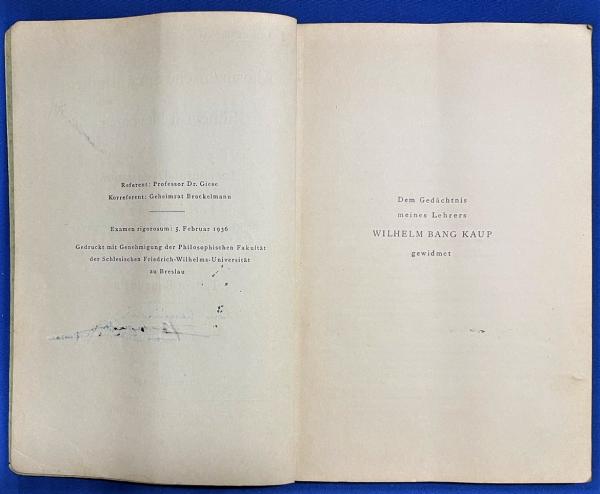 Referent: Professor Dr. Giese
Korreferent: Geheimrat Brockelmann
Examen rigorosum: 5. Februar 1936
Gedruckt mit Genehmigung der Philosophischen Fakultät
der Schlesischen Friedrich-Wilhelms-Universität
zu Breslau
Dem Gedächtnis
meines Lehrers
WILHELM BANG KAUP
gewidmet